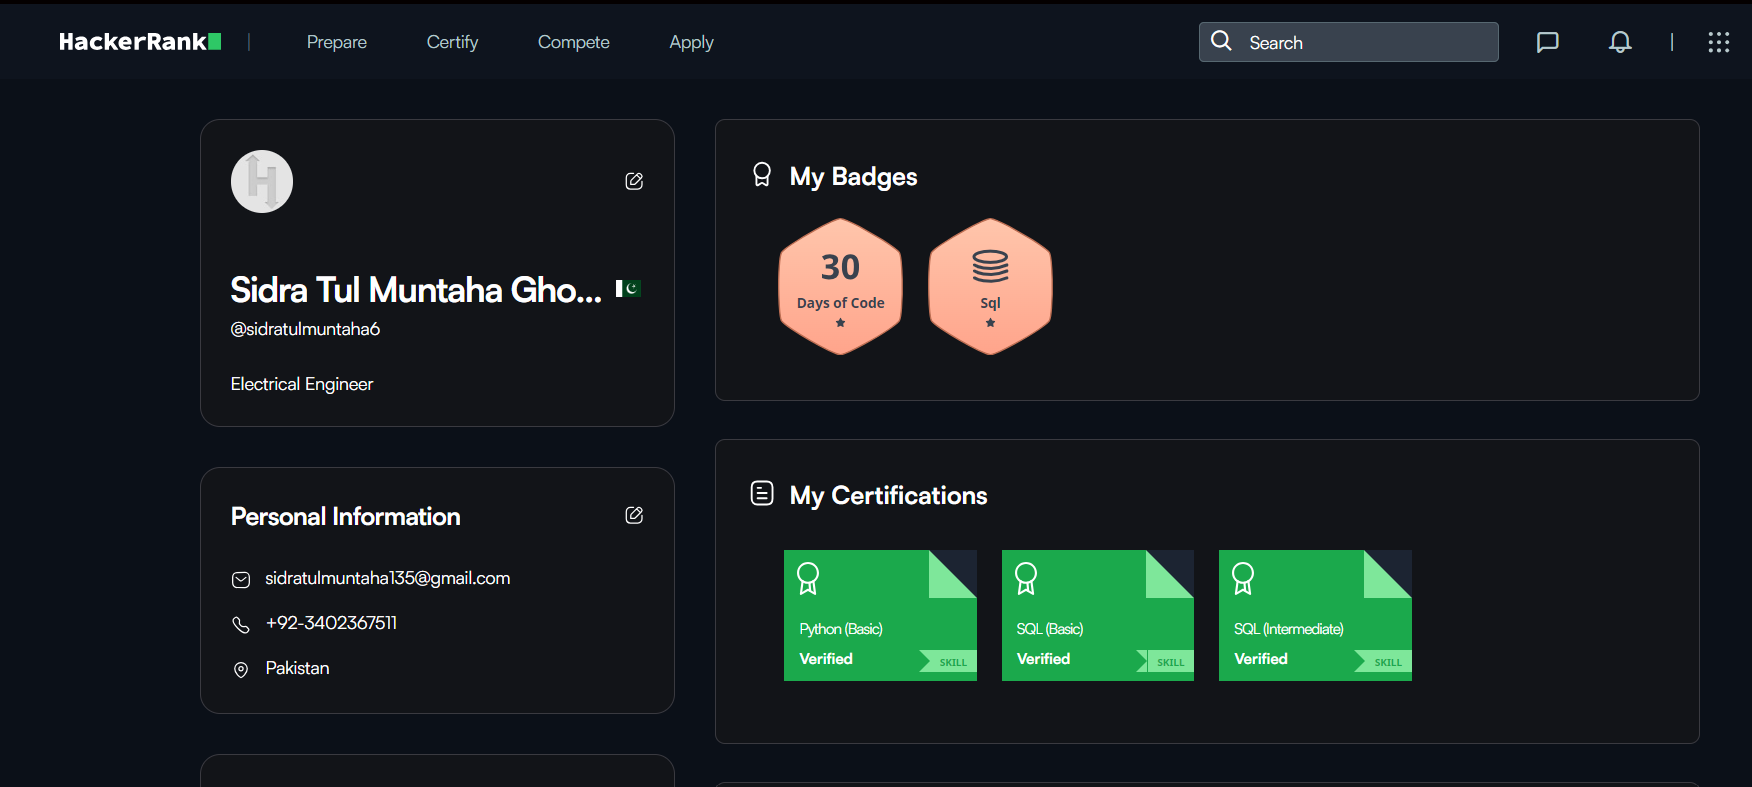 HackerRank
Prepare
Certify
Compete
Apply
Search
Sidra Tul Muntaha Gho...
@sidratulmuntaha6
Electrical Engineer
Personal Information
sidratulmuntaha135@gmail.com
+92-3402367511
Pakistan
My Badges
30
Days of Code
Sql
My Certifications
Python (Basic)
Verified
SKILL
SQL (Basic)
Verified
SKILL
SQL (Intermediate)
Verified
SKILL